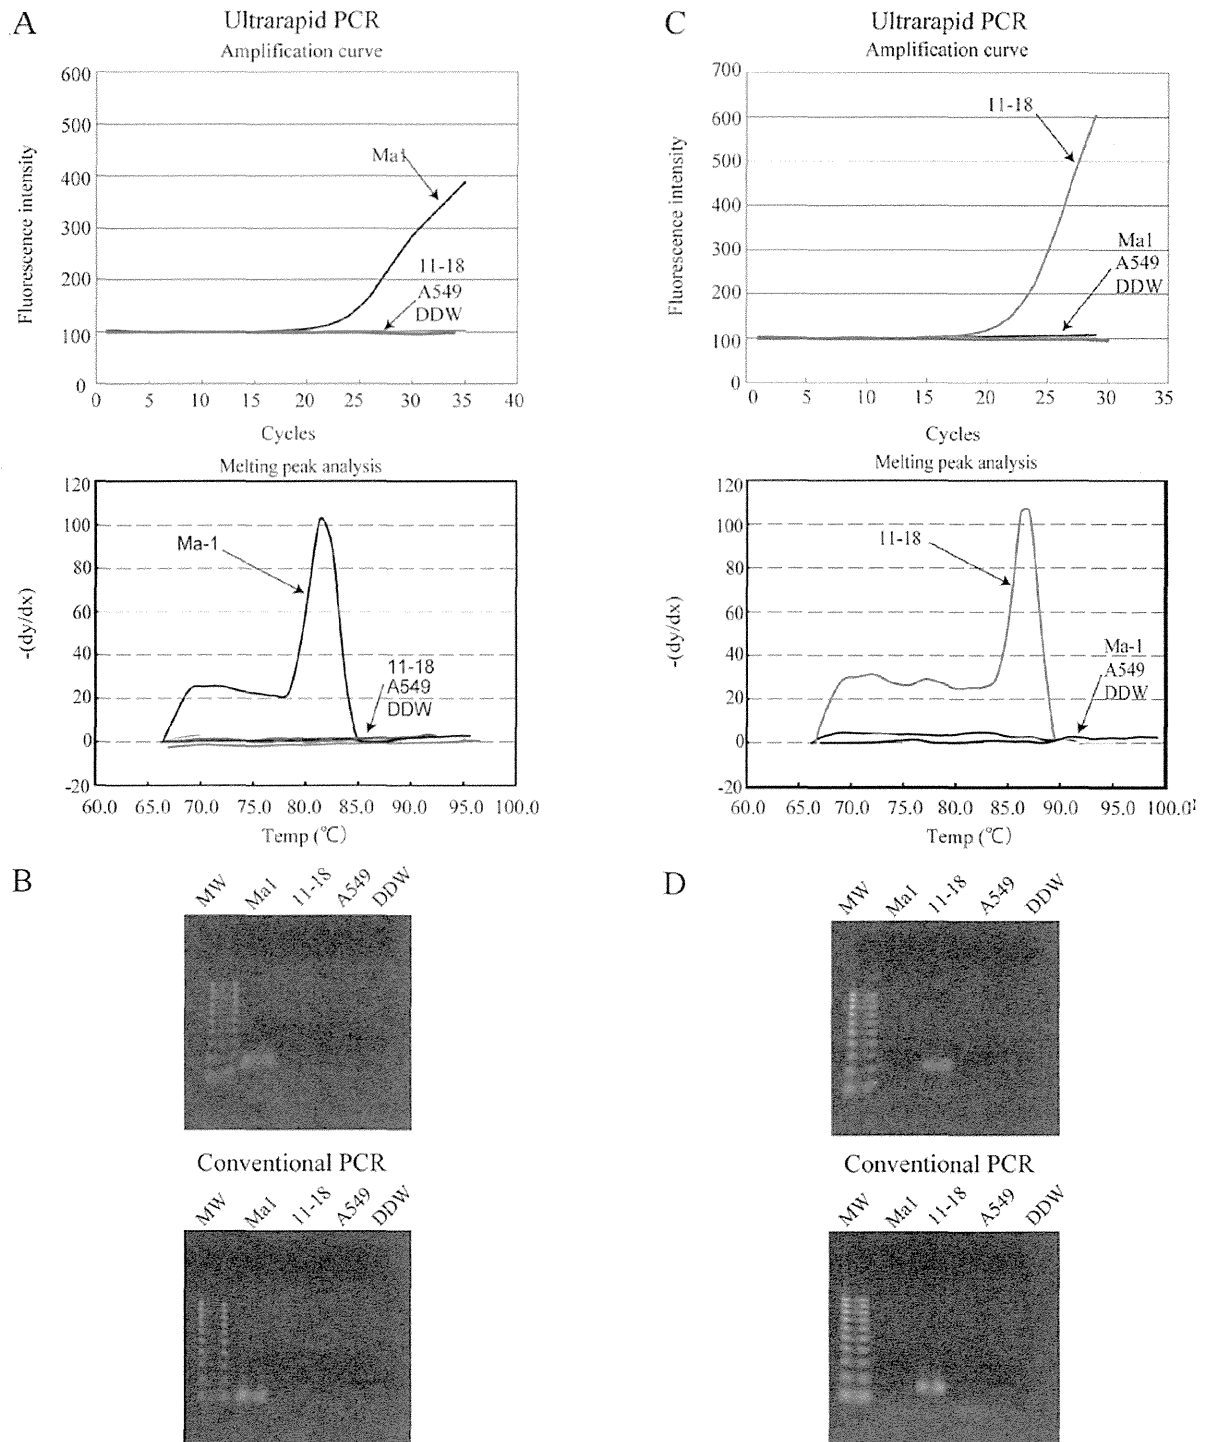 A
Ultrarapid PCR
Amplification curve
600
500
400
300
200
100
0
Fluorescence intensity
Ma1
11-18
A549
DDW
0 5 10 15 20 25 30 35 40
Cycles
Melting peak analysis
120
100
80
60
40
20
0
-20
-(dy/dx)
Ma-1
11-18
A549
DDW
60.0 65.0 70.0 75.0 80.0 85.0 90.0 95.0 100.0
Temp (℃)
B
MW Ma1 11-18 A549 DDW
Conventional PCR
MW Ma1 11-18 A549 DDW
C
Ultrarapid PCR
Amplification curve
700
600
500
400
300
200
100
0
Fluorescence intensity
11-18
Ma1
A549
DDW
0 5 10 15 20 25 30 35
Cycles
Melting peak analysis
120
100
80
60
40
20
0
-20
-(dy/dx)
11-18
Ma-1
A549
DDW
60.0 65.0 70.0 75.0 80.0 85.0 90.0 95.0 100.0
Temp (℃)
D
MW Ma1 11-18 A549 DDW
Conventional PCR
MW Ma1 11-18 A549 DDW